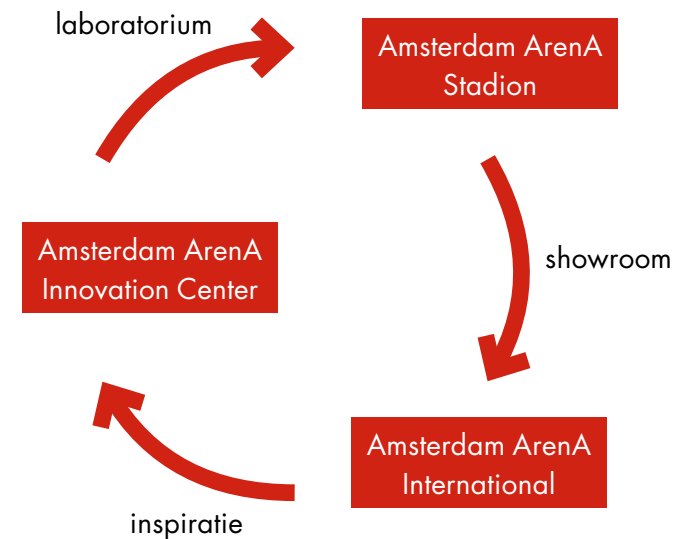 laboratorium
Amsterdam ArenA
Stadion
showroom
Amsterdam ArenA
Innovation Center
Amsterdam ArenA
International
inspiratie